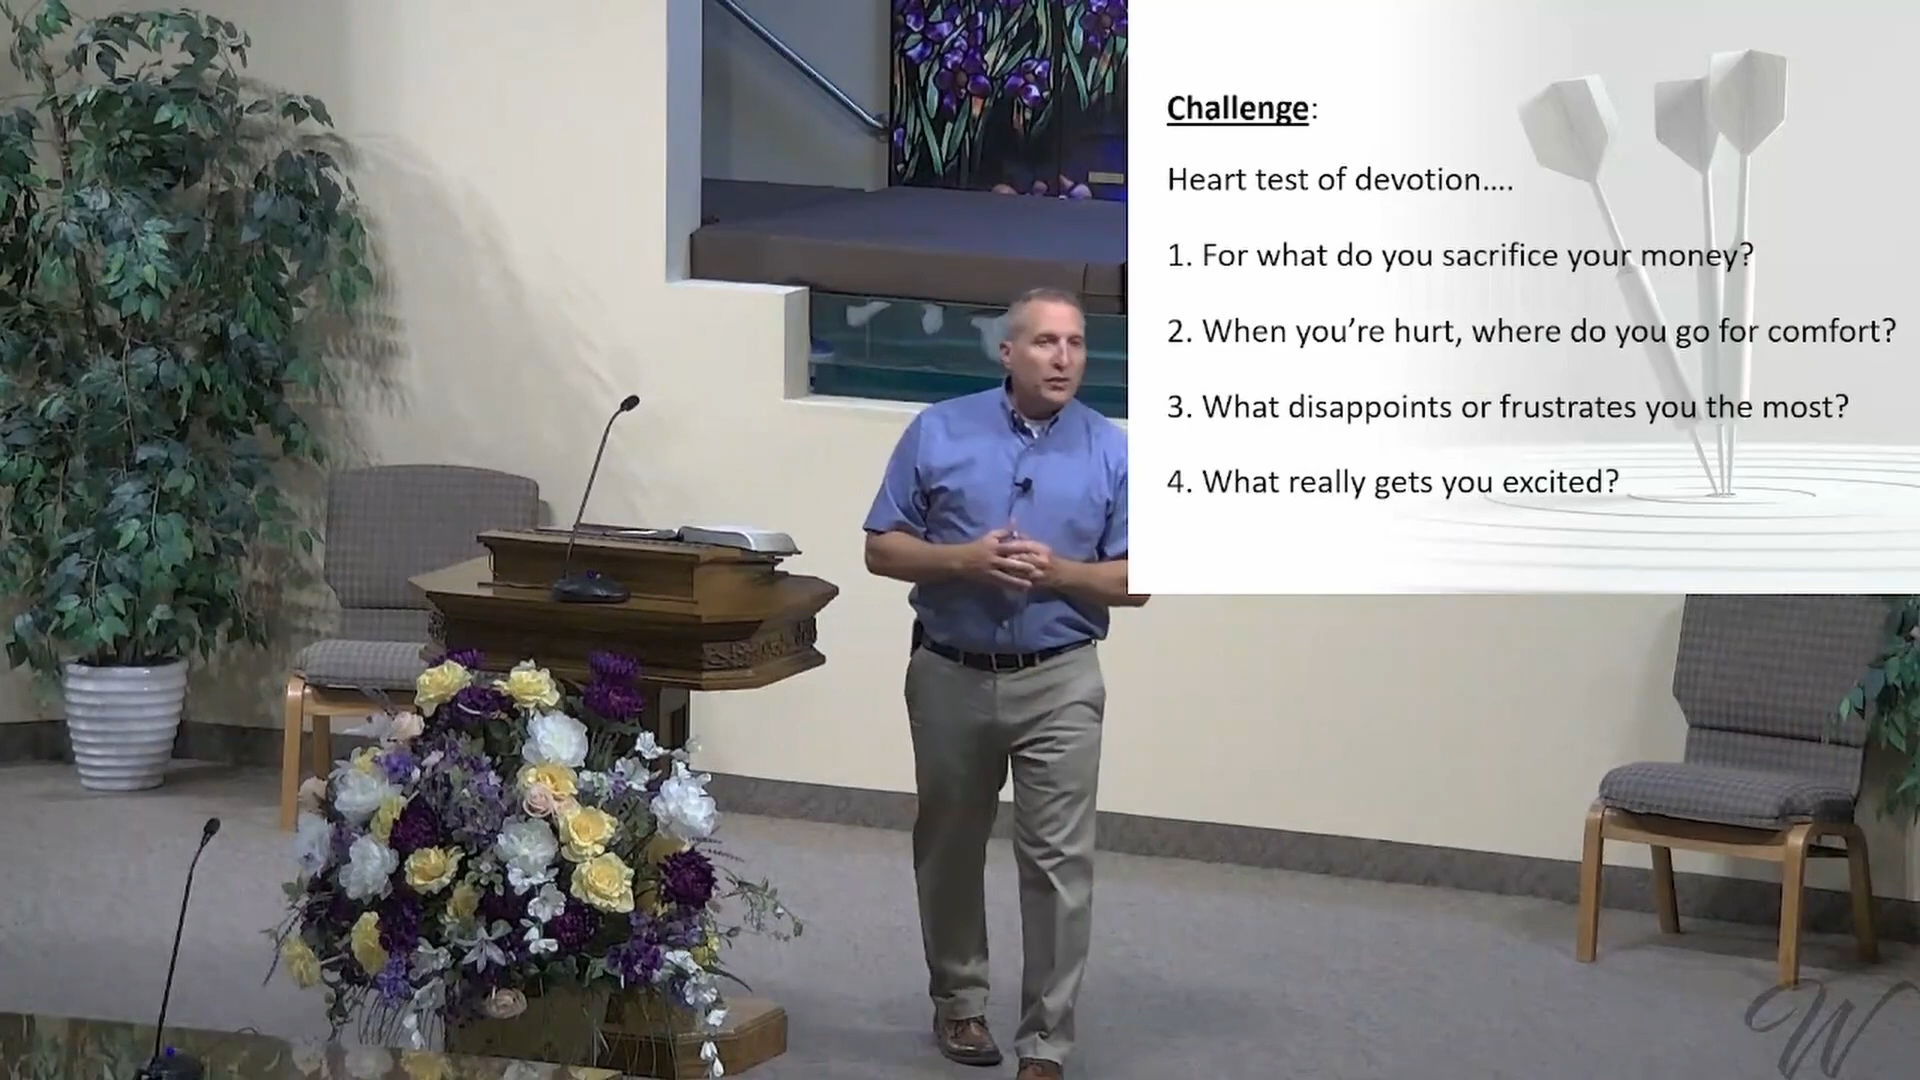 Challenge:
Heart test of devotion....
1. For what do you sacrifice your money?
2. When you're hurt, where do you go for comfort?
3. What disappoints or frustrates you the most?
4. What really gets you excited?
W